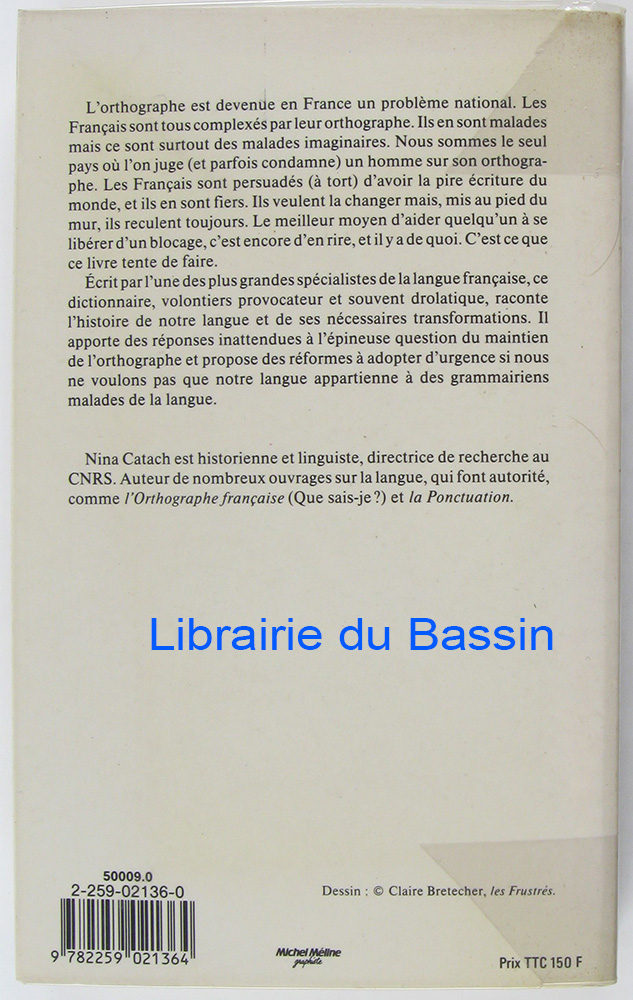 L'orthographe est devenue en France un problème national. Les
Français sont tous complexés par leur orthographe. Ils en sont malades
mais ce sont surtout des malades imaginaires. Nous sommes le seul
pays où l'on juge (et parfois condamne) un homme sur son orthogra-
phe. Les Français sont persuadés (à tort) d'avoir la pire écriture du
monde, et ils en sont fiers. Ils veulent la changer mais, mis au pied du
mur, ils reculent toujours. Le meilleur moyen d'aider quelqu'un à se
libérer d'un blocage, c'est encore d'en rire, et il y a de quoi. C'est ce que
ce livre tente de faire.
Écrit par l'une des plus grandes spécialistes de la langue française, ce
dictionnaire, volontiers provocateur et souvent drolatique, raconte
l'histoire de notre langue et de ses nécessaires transformations. Il
apporte des réponses inattendues à l'épineuse question du maintien
de l'orthographe et propose des réformes à adopter d'urgence si nous
ne voulons pas que notre langue appartienne à des grammairiens
malades de la langue.
Nina Catach est historienne et linguiste, directrice de recherche au
CNRS. Auteur de nombreux ouvrages sur la langue, qui font autorité,
comme l'Orthographe française (Que sais-je ?) et la Ponctuation.
Librairie du Bassin
50009.0
2-259-02136-0
9 782259 021364
Dessin : © Claire Bretecher, les Frustrés.
Michel Méline
graphiste
Prix TTC 150 F